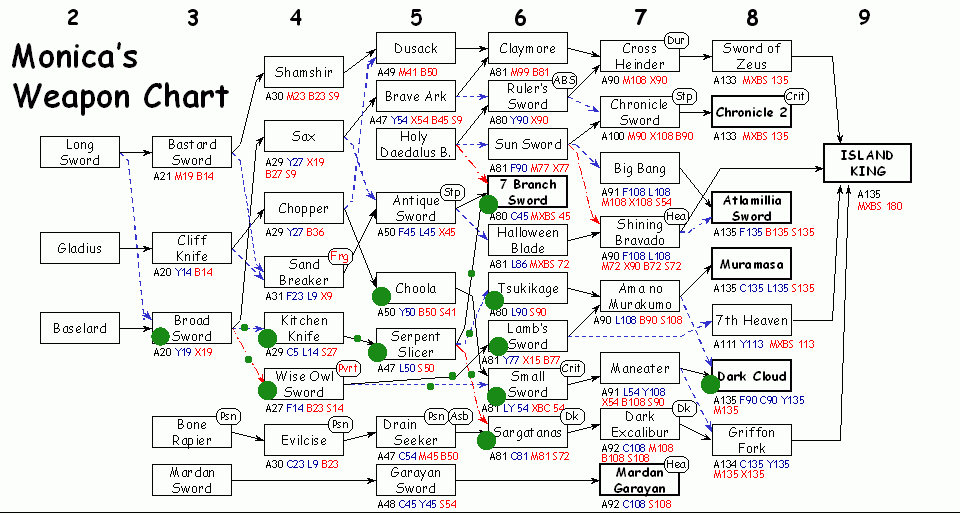 2 3 4 5 6 7 8 9
Monica's
Weapon Chart
Long
Sword
Gladius
Baselard
Bastard
Sword
A21 M19 B14
Cliff
Knife
A20 Y14 B14
Broad
Sword
A20 Y19 X19
Bone
Rapier
Psn
Mardan
Sword
Shamshir
A30 M23 B23 S9
Sax
A29 Y27 X19
B27 S9
Chopper
A29 Y27 B36
Sand
Breaker
Frg
A31 F23 L9 X9
Kitchen
Knife
A29 C5 L14 S27
Wise Owl
Sword
Pvrt
A27 F14 B23 S14
Evilcise
Psn
A30 C23 L9 B23
Dusack
A49 M41 B50
Brave Ark
A47 Y54 X54 B45 S9
Holy
Daedalus B.
Antique
Sword
Stp
A50 F45 L45 X45
Choola
A50 Y50 B50 S41
Serpent
Slicer
A47 L50 S50
Drain
Seeker
Psn
Asb
A47 C54 M45 B50
Garayan
Sword
A48 C45 Y45 S54
Claymore
A81 M99 B81
Ruler's
Sword
ABS
A80 Y90 X90
Sun Sword
A81 F90 M77 X77
7 Branch
Sword
A80 C45 MXBS 45
Halloween
Blade
A81 L86 MXBS 72
Tsukikage
A80 L90 S90
Lamb's
Sword
A81 Y77 X15 B77
Small
Sword
Crit
A81 LY 54 XBC 54
Sargatanas
Dk
A81 C81 M81 S72
Cross
Heinder
Dur
A90 M108 X90
Chronicle
Sword
Stp
A100 M90 X108 B90
Big Bang
A91 F108 L108
M108 X108 S54
Shining
Bravado
Hea
A90 F108 L108
M72 X90 B72 S72
Ama no
Murakumo
A90 L108 B90 S108
Maneater
A91 L54 Y108
X54 B108 S90
Dark
Excalibur
Dk
A92 C108 M108
B108 S108
Mardan
Garayan
Hea
A92 C108 S108
Sword of
Zeus
A133 MXBS 135
Chronicle 2
Crit
A133 MXBS 135
Atlamillia
Sword
A135 F135 B135 S135
Muramasa
A135 C135 L135 S135
7th Heaven
A111 Y113 MXBS 113
Dark Cloud
A135 F90 C90 Y135
M135
Griffon
Fork
A134 C135 Y135
M135 X135
ISLAND
KING
A135
MXBS 180